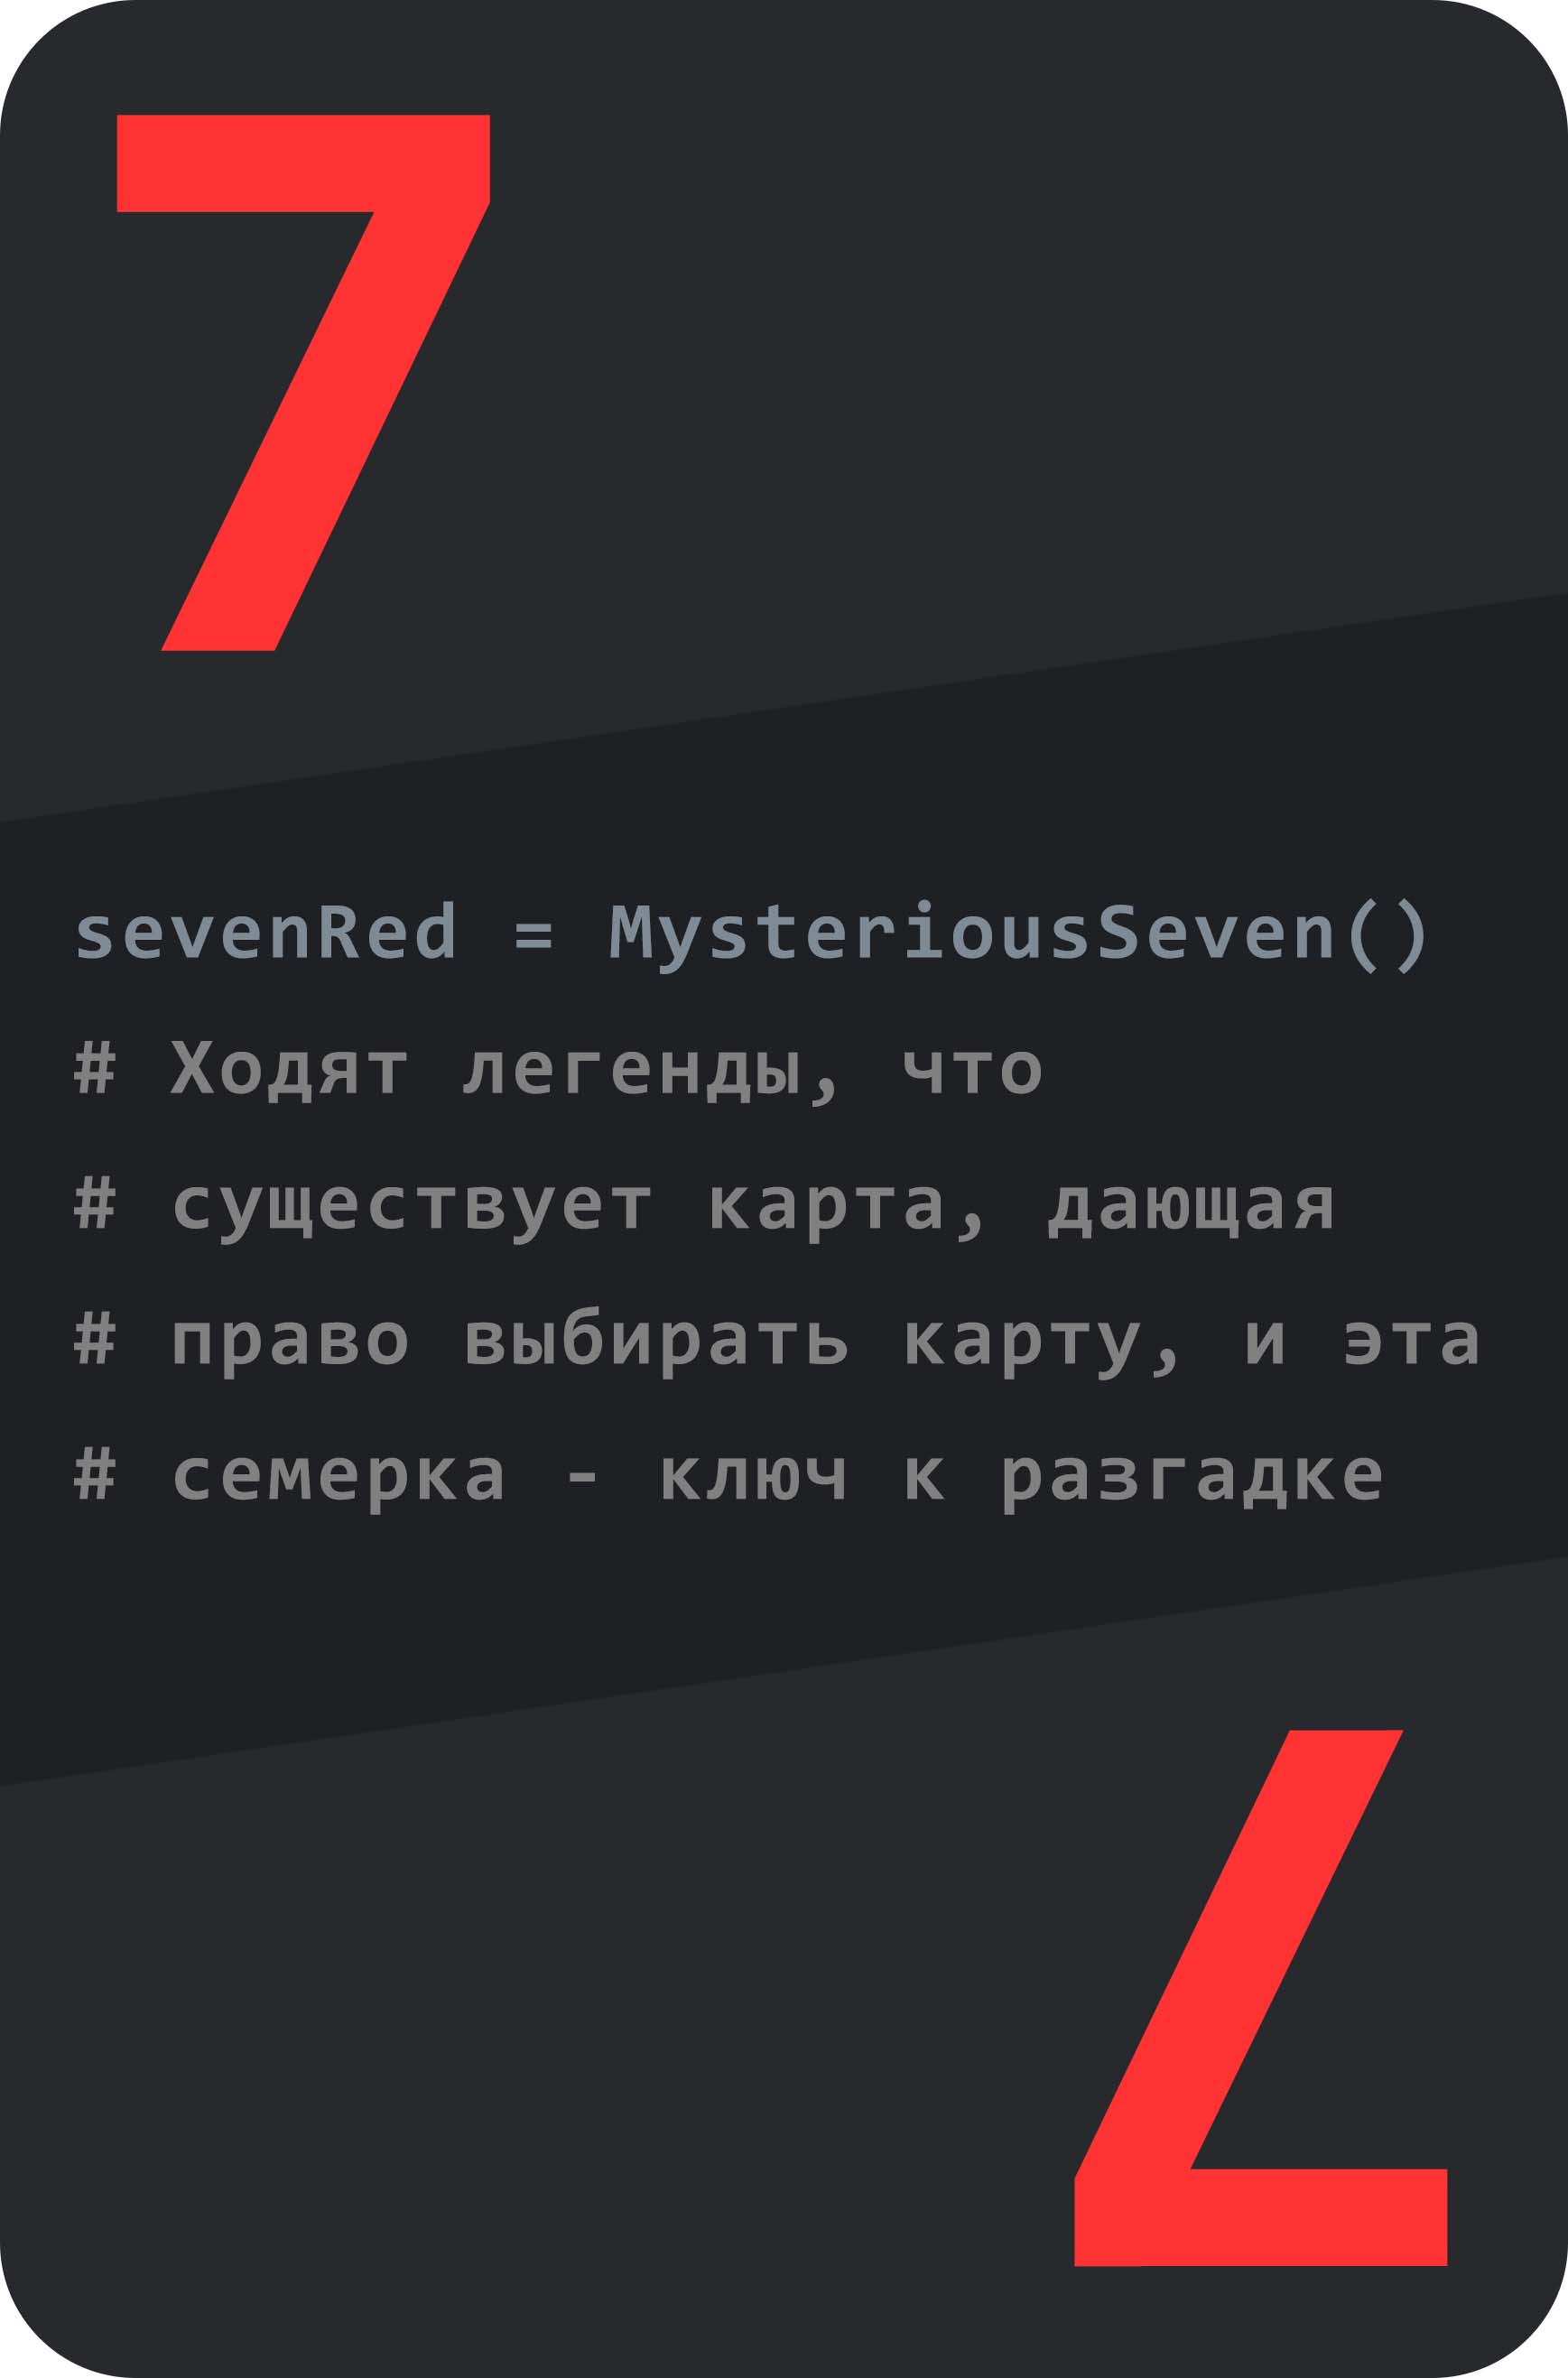 7
sevenRed = MysteriousSeven()
# Ходят легенды, что
# существует карта, дающая
# право выбирать карту, и эта
# семерка - ключ к разгадке
7